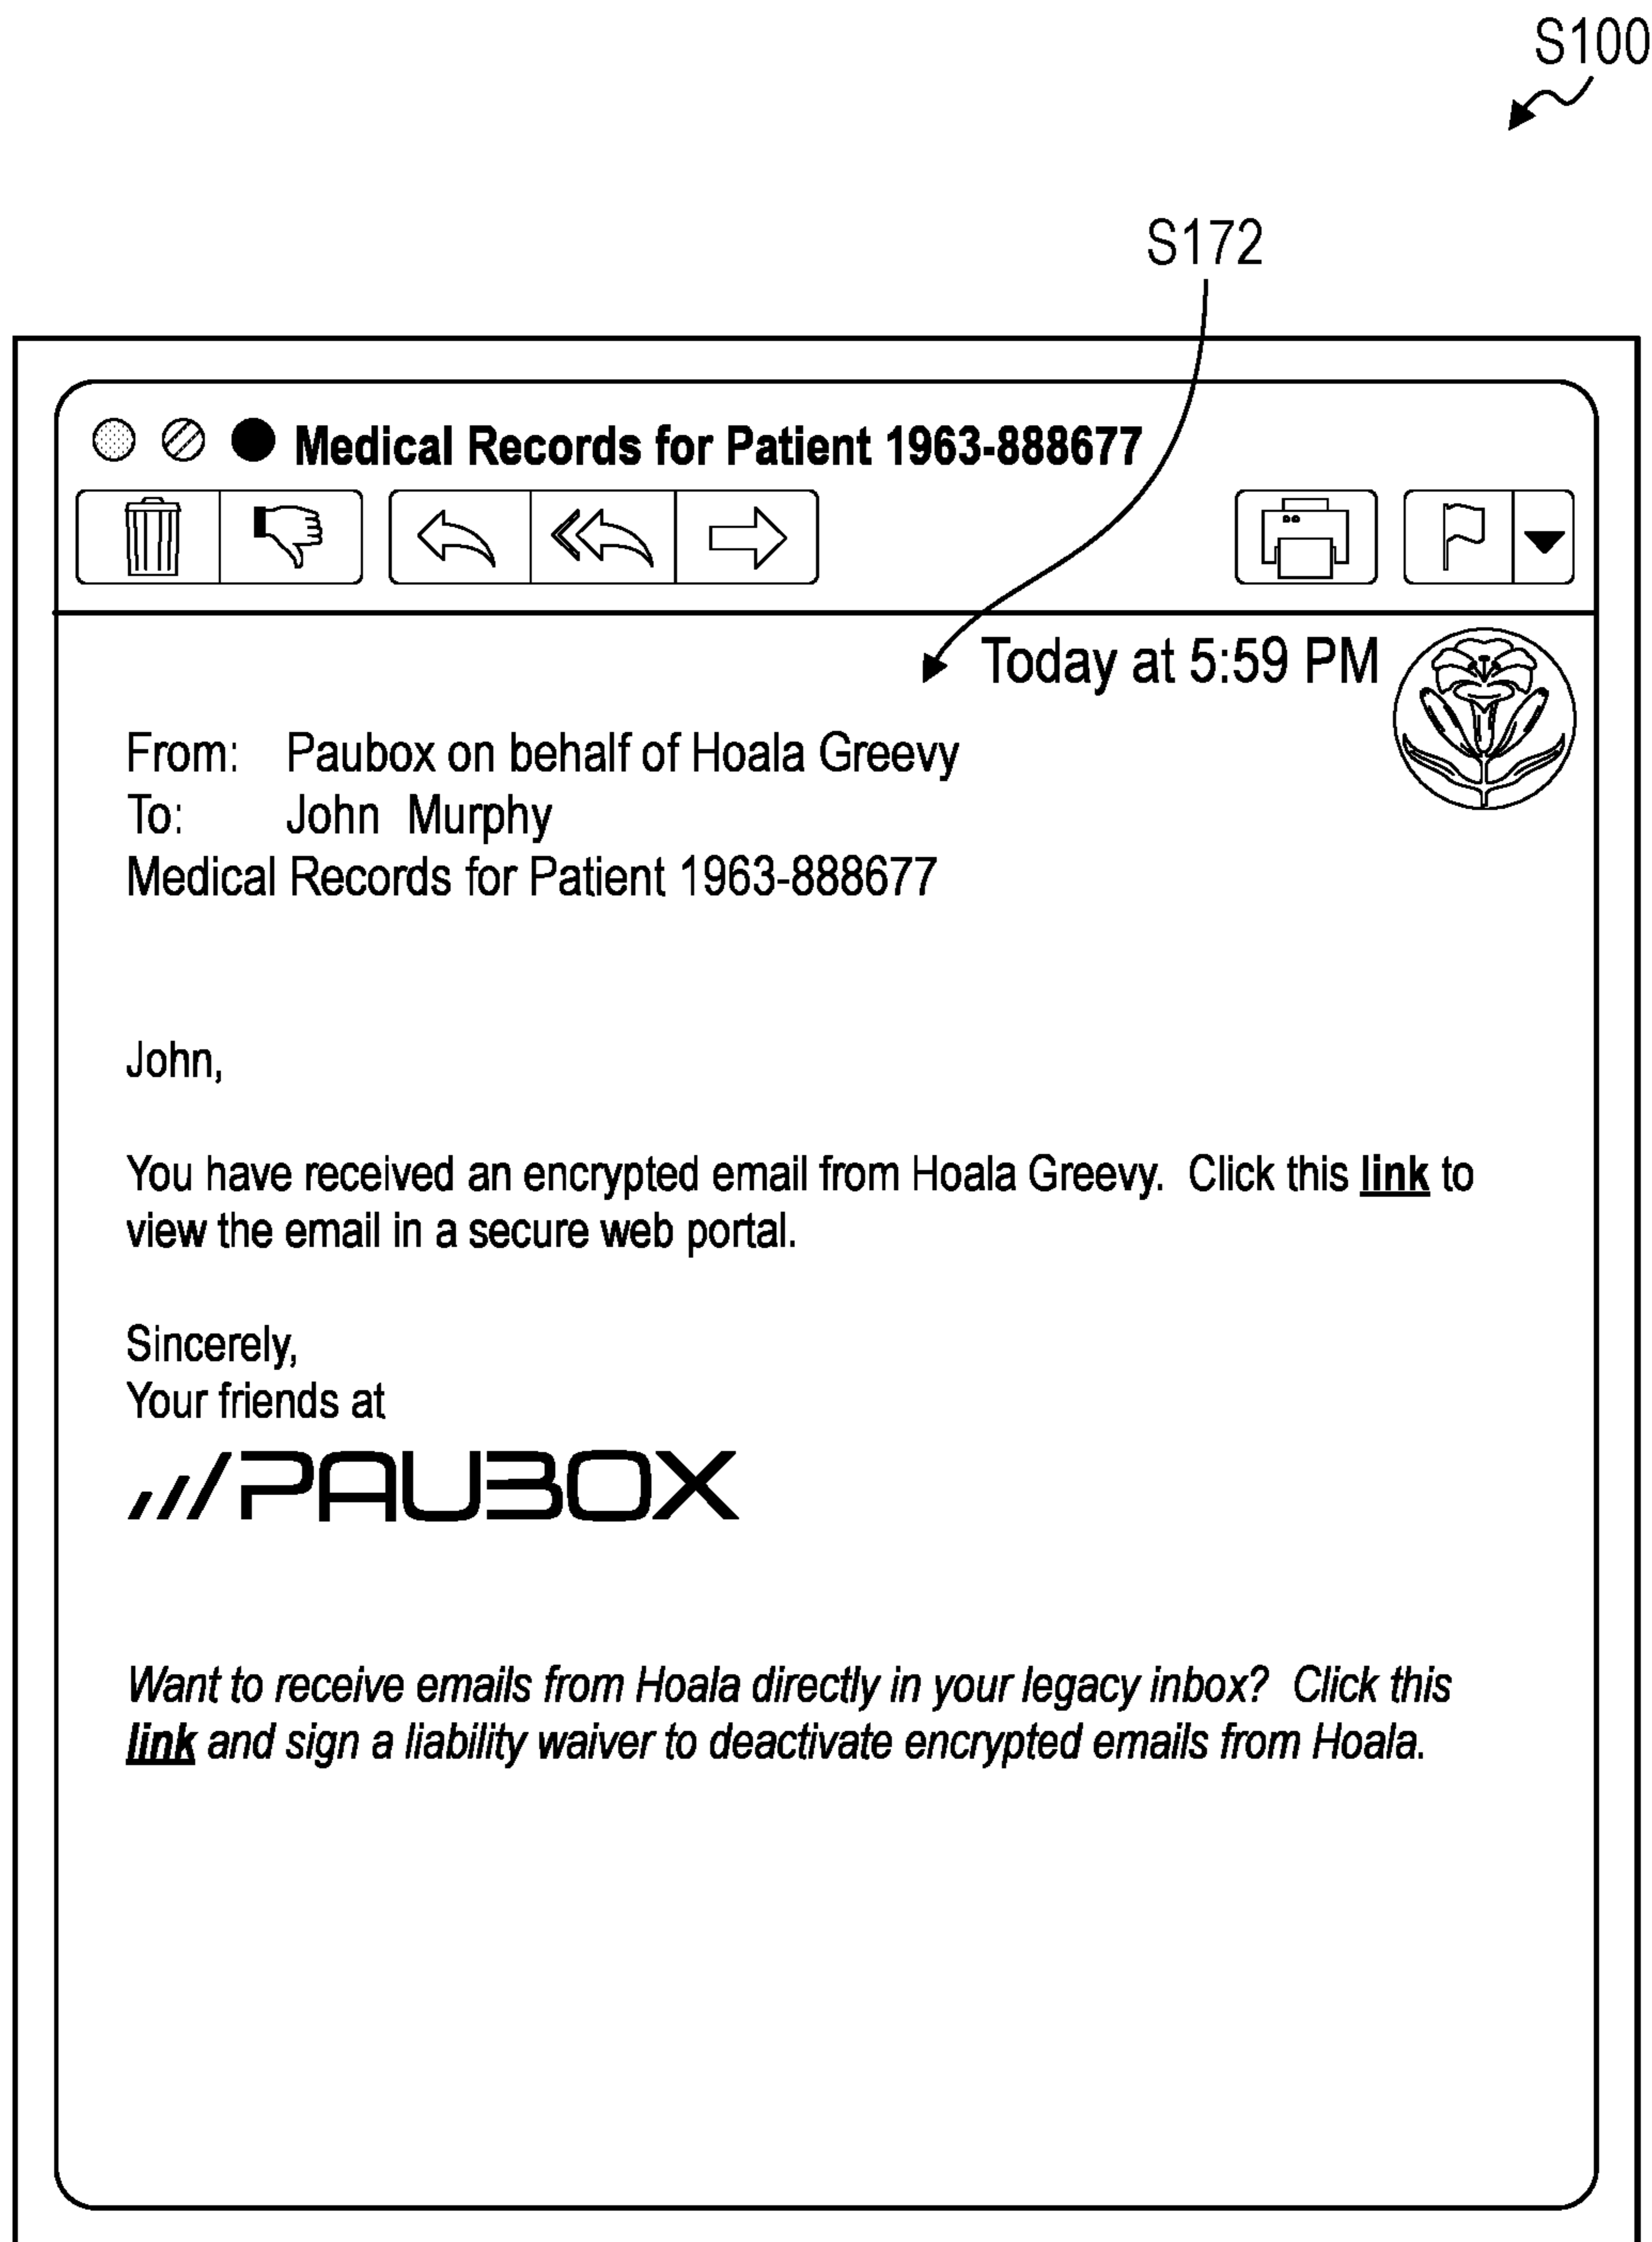 S100
S172
Medical Records for Patient 1963-888677
Today at 5:59 PM
From: Paubox on behalf of Hoala Greevy
To: John Murphy
Medical Records for Patient 1963-888677
John,
You have received an encrypted email from Hoala Greevy. Click this link to
view the email in a secure web portal.
Sincerely,
Your friends at
PAUBOX
Want to receive emails from Hoala directly in your legacy inbox? Click this
link and sign a liability waiver to deactivate encrypted emails from Hoala.